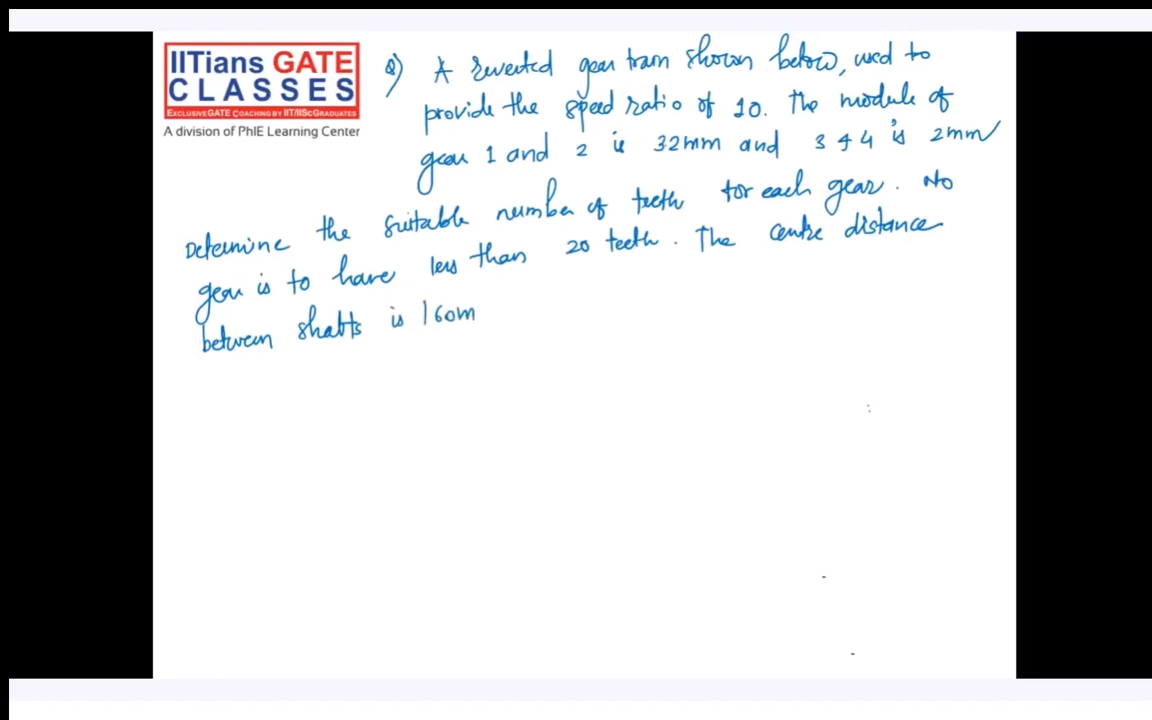 IITians GATE
CLASSES
EXCLUSIVE GATE COACHING BY IIT/IISC GRADUATES
A division of PhIE Learning Center
Q) A reverted gear train shown below, used to
provide the speed ratio of 10. The module of
gear 1 and 2 is 32mm and 3 & 4 is 2mm
Determine the suitable number of teeth for each gear. No
gear is to have less than 20 teeth. The centre distance
between shafts is 160m